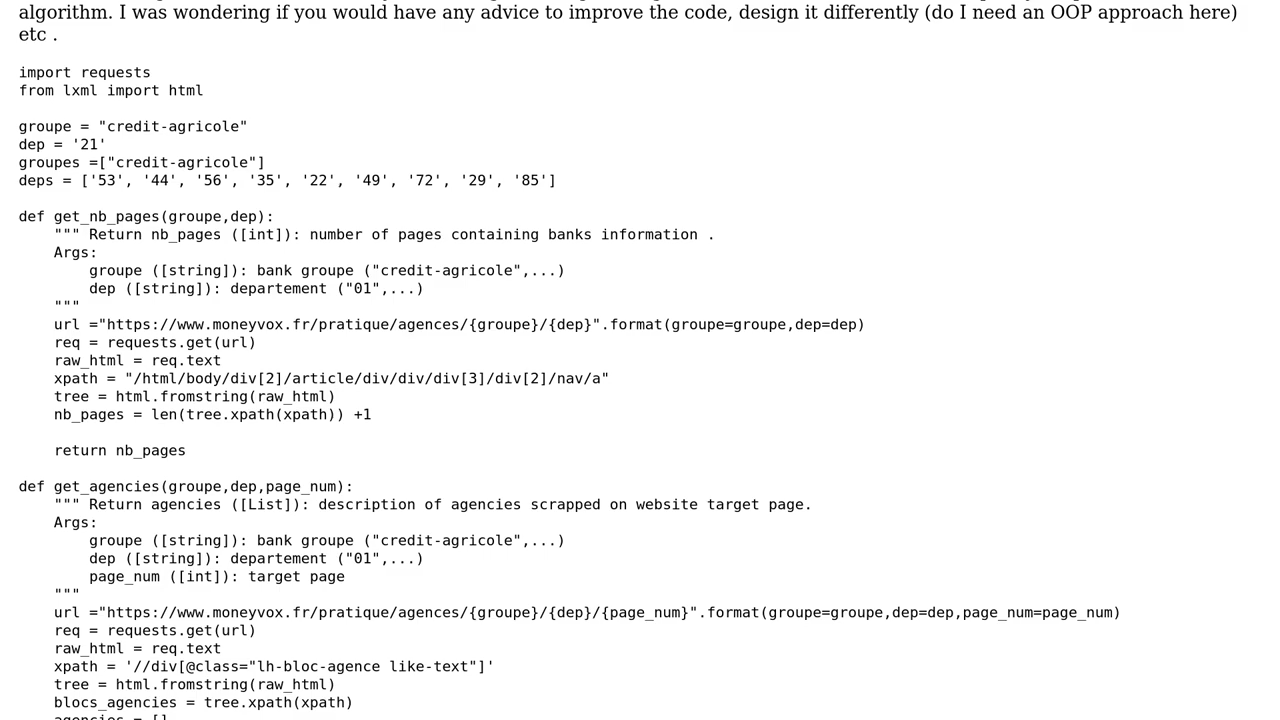 algorithm. I was wondering if you would have any advice to improve the code, design it differently (do I need an OOP approach here)
etc .
import requests
from lxml import html
groupe = "credit-agricole"
dep = '21'
groupes =["credit-agricole"]
deps = ['53', '44', '56', '35', '22', '49', '72', '29', '85']
def get_nb_pages(groupe,dep):
    """ Return nb_pages ([int]): number of pages containing banks information .
    Args:
        groupe ([string]): bank groupe ("credit-agricole",...)
        dep ([string]): departement ("01",...)
    """
    url ="https://www.moneyvox.fr/pratique/agences/{groupe}/{dep}".format(groupe=groupe,dep=dep)
    req = requests.get(url)
    raw_html = req.text
    xpath = "/html/body/div[2]/article/div/div/div[3]/div[2]/nav/a"
    tree = html.fromstring(raw_html)
    nb_pages = len(tree.xpath(xpath)) +1
    return nb_pages
def get_agencies(groupe,dep,page_num):
    """ Return agencies ([List]): description of agencies scrapped on website target page.
    Args:
        groupe ([string]): bank groupe ("credit-agricole",...)
        dep ([string]): departement ("01",...)
        page_num ([int]): target page
    """
    url ="https://www.moneyvox.fr/pratique/agences/{groupe}/{dep}/{page_num}".format(groupe=groupe,dep=dep,page_num=page_num)
    req = requests.get(url)
    raw_html = req.text
    xpath = '//div[@class="lh-bloc-agence like-text"]'
    tree = html.fromstring(raw_html)
    blocs_agencies = tree.xpath(xpath)
    agencies = []